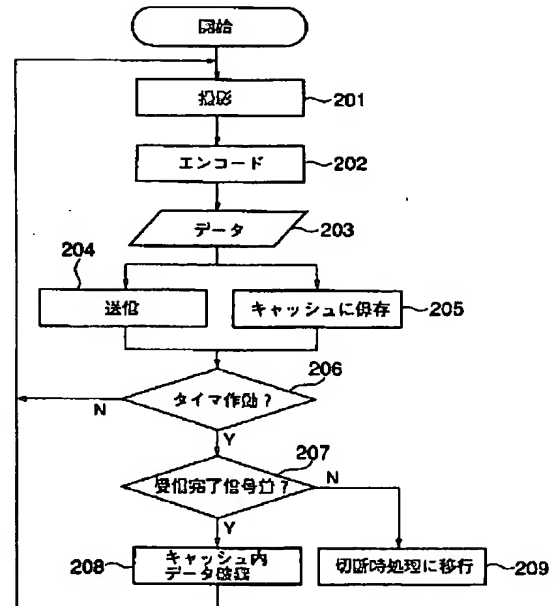 開始
撮影
201
エンコード
202
データ
203
204
送信
キャッシュに保存
205
206
タイマ作動?
N
Y
207
受信完了信号有?
N
Y
208
キャッシュ内
データ破棄
切断時処理に移行
209